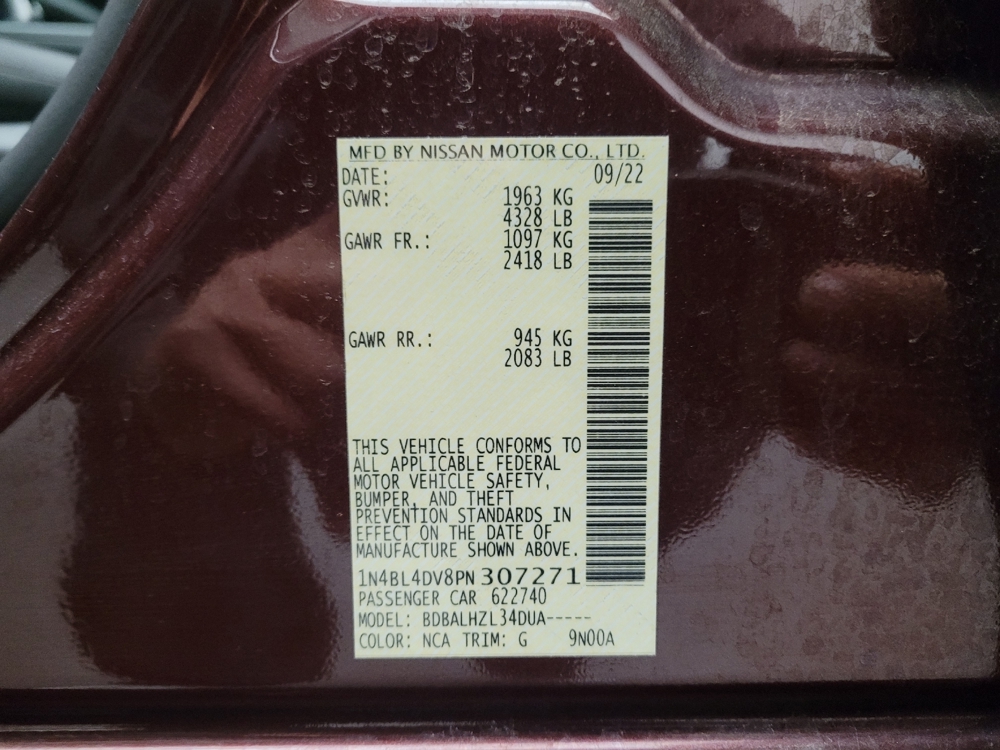 MFD BY NISSAN MOTOR CO., LTD.
DATE: 09/22
GVWR: 1963 KG
4328 LB
GAWR FR.: 1097 KG
2418 LB
GAWR RR.: 945 KG
2083 LB
THIS VEHICLE CONFORMS TO
ALL APPLICABLE FEDERAL
MOTOR VEHICLE SAFETY,
BUMPER, AND THEFT
PREVENTION STANDARDS IN
EFFECT ON THE DATE OF
MANUFACTURE SHOWN ABOVE.
1N4BL4DV8PN 307271
PASSENGER CAR 622740
MODEL: BDBALHZL34DUA-----
COLOR: NCA TRIM: G 9N00A